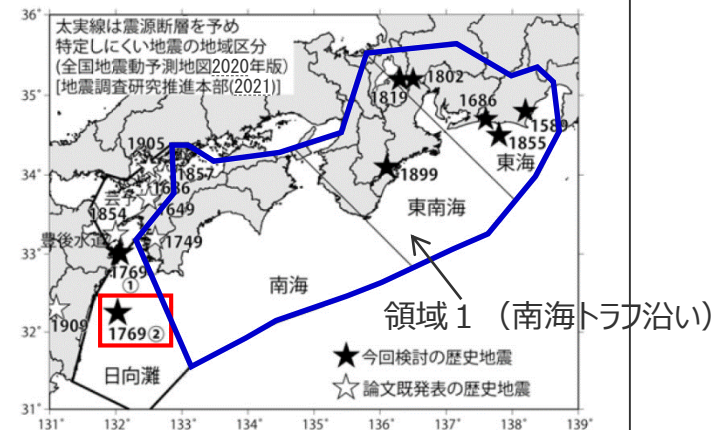 36°
太実線は震源断層を予め
特定しにくい地震の地域区分
(全国地震動予測地図2020年版)
[地震調査研究推進本部(2021)]
1802
1819
35°
1686
1589
1855
東海
1905
1857
34°
芸予
1686
1649
1899
東南海
1854
豊後水道
1749
33°
1769
①
南海
領域１（南海トラフ沿い）
1909
32°
1769②
★今回検討の歴史地震
日向灘
☆論文既発表の歴史地震
31°
131° 132° 133° 134° 135° 136° 137° 138° 139°